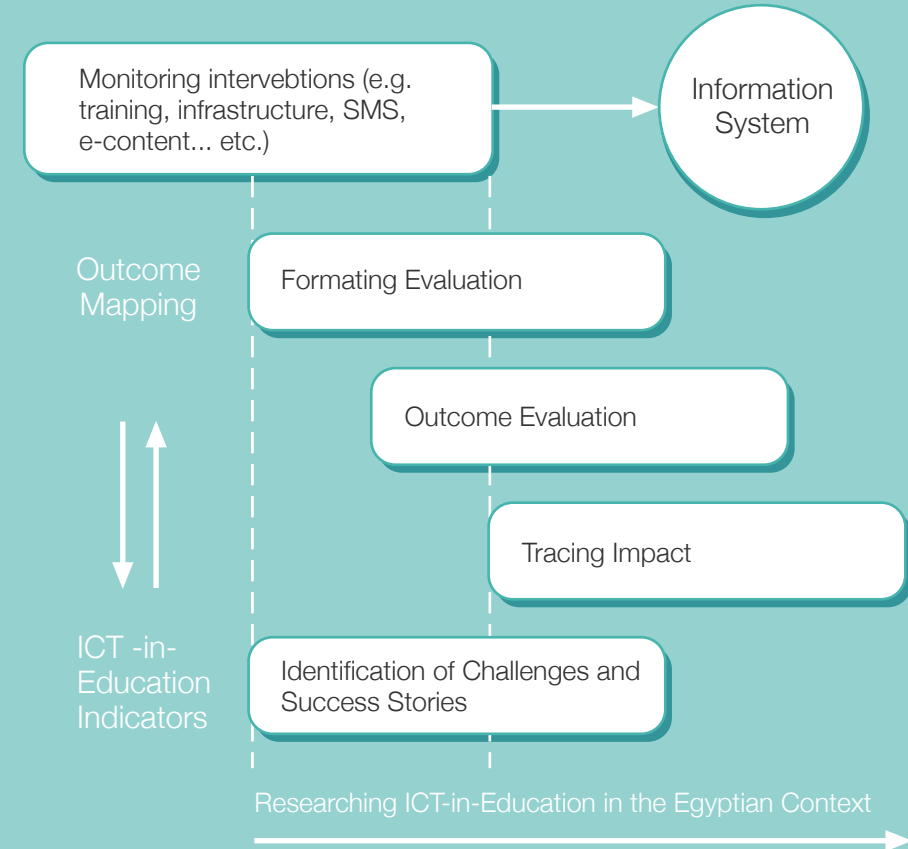 Monitoring intervebtions (e.g.
training, infrastructure, SMS,
e-content... etc.)
Information
System
Outcome
Mapping
Formating Evaluation
Outcome Evaluation
Tracing Impact
ICT -in-
Education
Indicators
Identification of Challenges and
Success Stories
Researching ICT-in-Education in the Egyptian Context